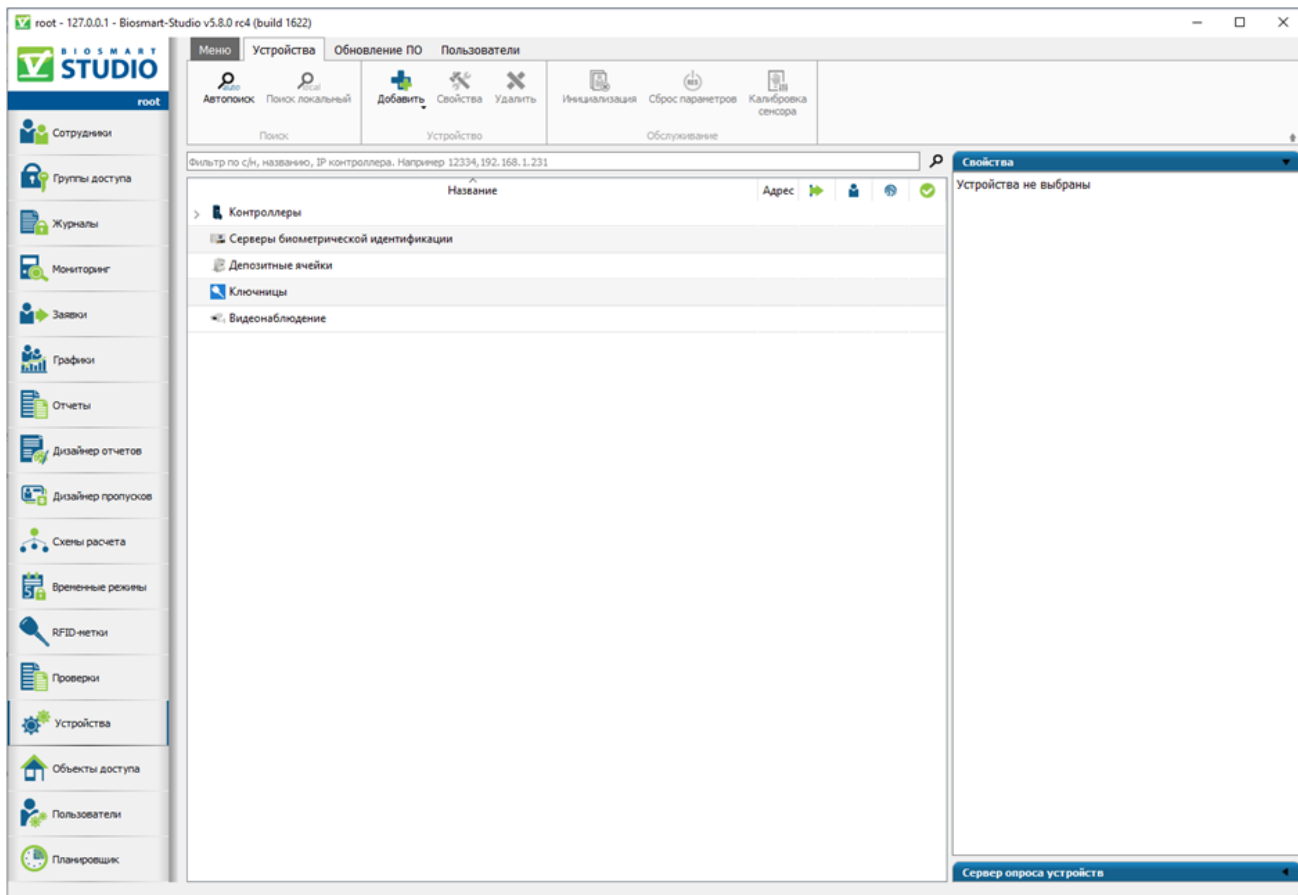 root - 127.0.0.1 - Biosmart-Studio v5.8.0 rc4 (build 1622)
BIOSMART
STUDIO
root
Меню Устройства Обновление ПО Пользователи
Автопоиск Поиск локальный Добавить Свойства Удалить Инициализация Сброс параметров Калибровка сенсора
Поиск Устройство Обслуживание
Фильтр по с/н, названию, IP контроллера. Например 12334,192.168.1.231
Название Адрес
Контроллеры
Серверы биометрической идентификации
Депозитные ячейки
Ключницы
Видеонаблюдение
Свойства
Устройства не выбраны
Сервер опроса устройств
Сотрудники
Группы доступа
Журналы
Мониторинг
Заявки
Графики
Отчеты
Дизайнер отчетов
Дизайнер пропусков
Схемы расчета
Временные режимы
RFID-метки
Проверки
Устройства
Объекты доступа
Пользователи
Планировщик